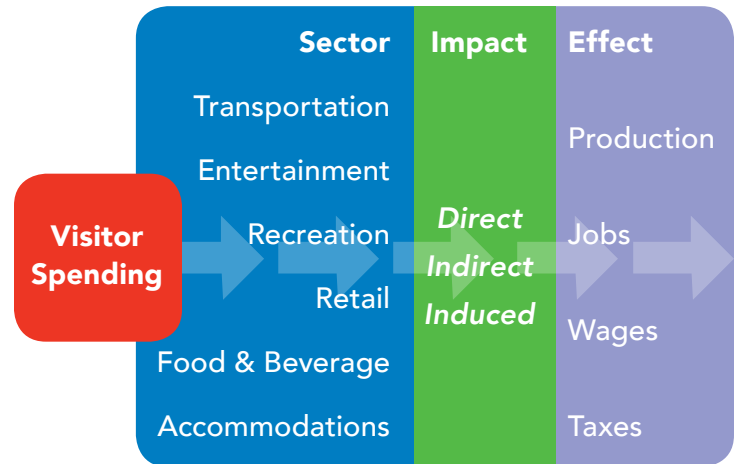 Visitor
Spending
Sector
Transportation
Entertainment
Recreation
Retail
Food & Beverage
Accommodations
Impact
Direct
Indirect
Induced
Effect
Production
Jobs
Wages
Taxes